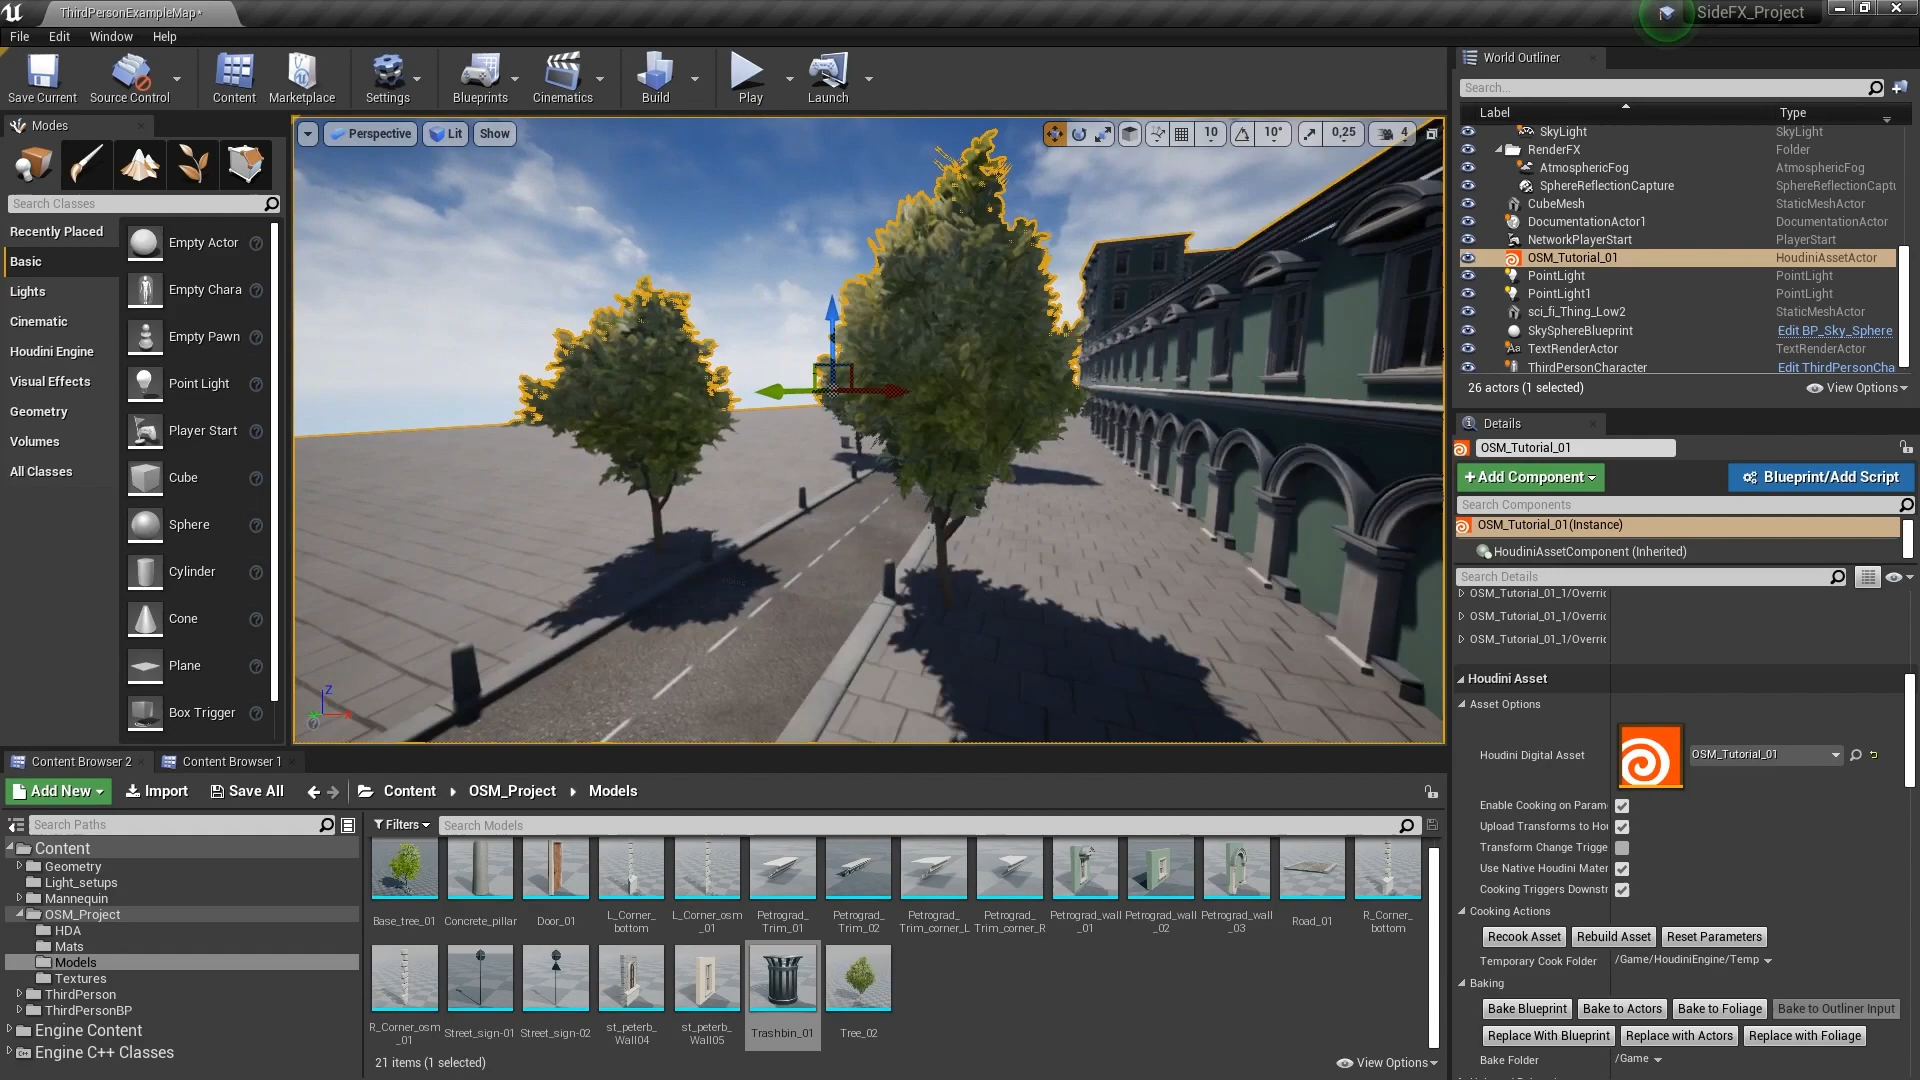 ThirdPersonExampleMap*
SideFX_Project
File Edit Window Help
Save Current
Source Control
Content
Marketplace
Settings
Blueprints
Cinematics
Build
Play
Launch
Modes
Search Classes
Recently Placed
Basic
Lights
Cinematic
Houdini Engine
Visual Effects
Geometry
Volumes
All Classes
Empty Actor
Empty Chara
Empty Pawn
Point Light
Player Start
Cube
Sphere
Cylinder
Cone
Plane
Box Trigger
Perspective
Lit
Show
10
10°
0,25
4
Z
World Outliner
Search...
Label Type
SkyLight SkyLight
RenderFX Folder
AtmosphericFog AtmosphericFog
SphereReflectionCapture SphereReflectionCaptu
CubeMesh StaticMeshActor
DocumentationActor1 DocumentationActor
NetworkPlayerStart PlayerStart
OSM_Tutorial_01 HoudiniAssetActor
PointLight PointLight
PointLight1 PointLight
sci_fi_Thing_Low2 StaticMeshActor
SkySphereBlueprint Edit BP_Sky_Sphere
TextRenderActor TextRenderActor
ThirdPersonCharacter Edit ThirdPersonCha
26 actors (1 selected)
View Options
Details
OSM_Tutorial_01
+Add Component
Blueprint/Add Script
Search Components
OSM_Tutorial_01(Instance)
HoudiniAssetComponent (Inherited)
Search Details
OSM_Tutorial_01_1/Overric
OSM_Tutorial_01_1/Overric
OSM_Tutorial_01_1/Overric
Houdini Asset
Asset Options
Houdini Digital Asset
OSM_Tutorial_01
Enable Cooking on Param
Upload Transforms to Hou
Transform Change Trigge
Use Native Houdini Mater
Cooking Triggers Downstr
Cooking Actions
Recook Asset
Rebuild Asset
Reset Parameters
Temporary Cook Folder /Game/HoudiniEngine/Temp
Baking
Bake Blueprint
Bake to Actors
Bake to Foliage
Bake to Outliner Input
Replace With Blueprint
Replace with Actors
Replace with Foliage
Bake Folder /Game
Content Browser 2
Content Browser 1
Add New
Import
Save All
Content
OSM_Project
Models
Search Paths
Filters
Search Models
Content
Geometry
Light_setups
Mannequin
OSM_Project
HDA
Mats
Models
Textures
ThirdPerson
ThirdPersonBP
Engine Content
Engine C++ Classes
Base_tree_01
Concrete_pillar
Door_01
L_Corner_
bottom
L_Corner_osm
_01
Petrograd_
Trim_01
Petrograd_
Trim_02
Petrograd_
Trim_corner_L
Petrograd_
Trim_corner_R
Petrograd_wall
_01
Petrograd_wall
_02
Petrograd_wall
_03
Road_01
R_Corner_
bottom
R_Corner_osm
_01
Street_sign-01
Street_sign-02
st_peterb_
Wall04
st_peterb_
Wall05
Trashbin_01
Tree_02
21 items (1 selected)
View Options